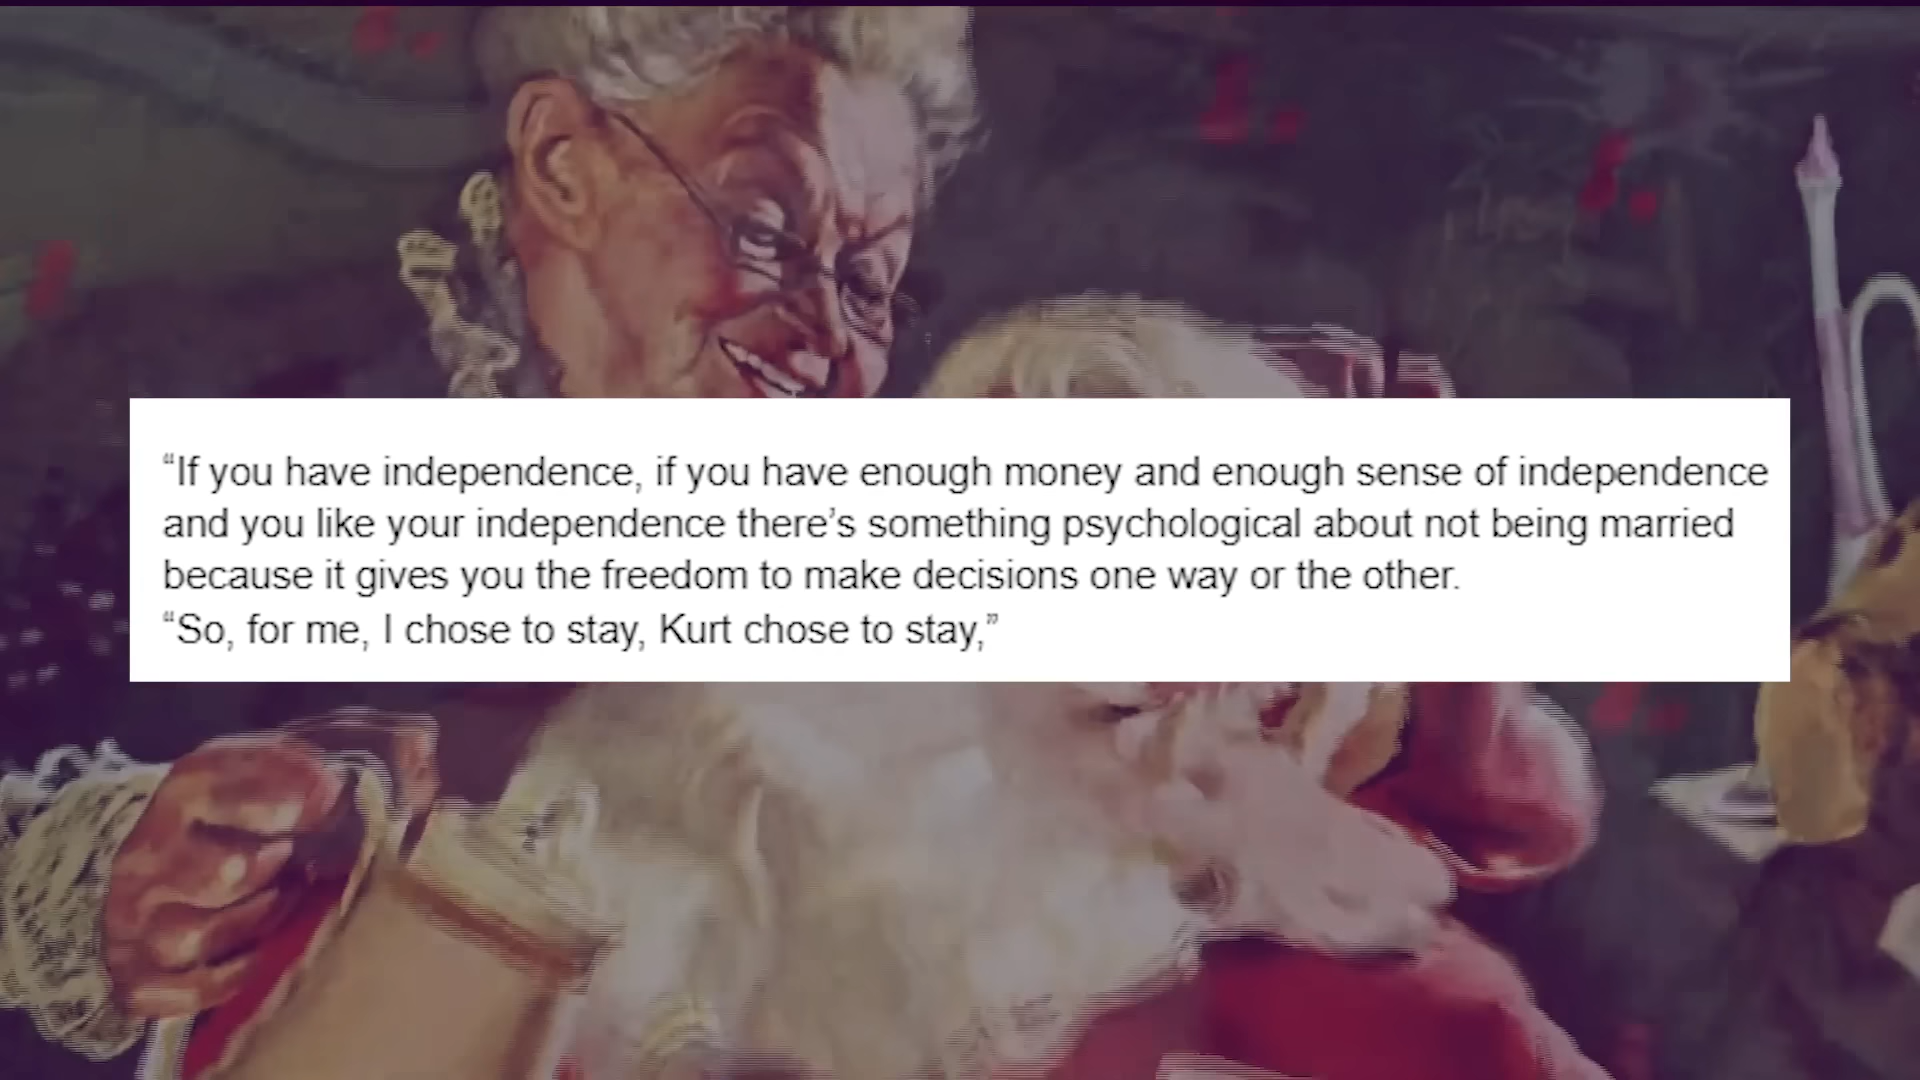 “If you have independence, if you have enough money and enough sense of independence
and you like your independence there’s something psychological about not being married
because it gives you the freedom to make decisions one way or the other.
“So, for me, I chose to stay, Kurt chose to stay,”